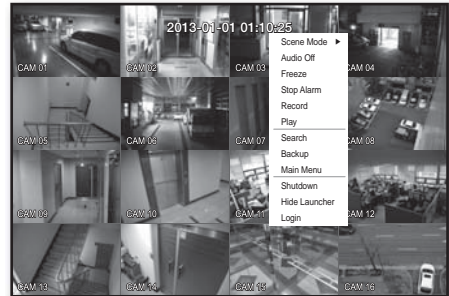 2013-01-01 01:10:25
CAM 01
CAM 02
CAM 03
CAM 04
CAM 05
CAM 06
CAM 07
CAM 08
CAM 09
CAM 10
CAM 11
CAM 12
CAM 13
CAM 14
CAM 15
CAM 16
Scene Mode ▶
Audio Off
Freeze
Stop Alarm
Record
Play
Search
Backup
Main Menu
Shutdown
Hide Launcher
Login